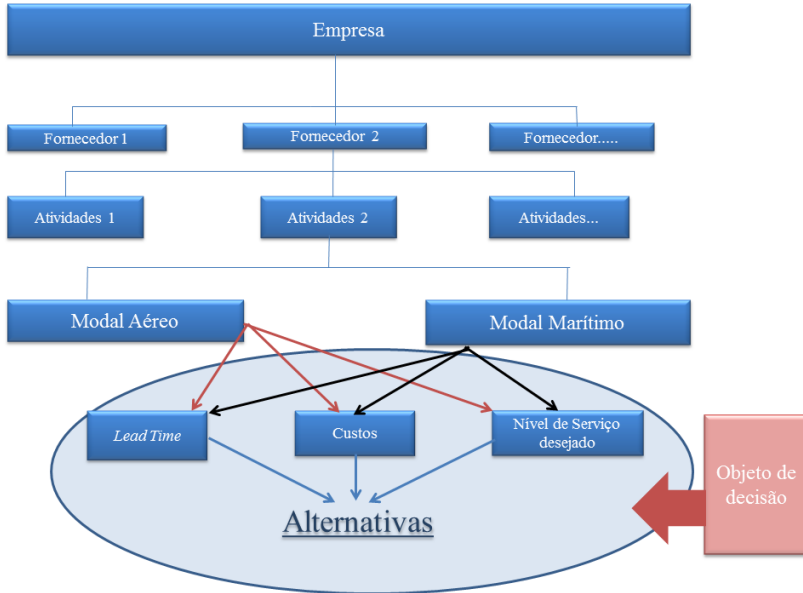 Empresa
Fornecedor 1
Fornecedor 2
Fornecedor.....
Atividades 1
Atividades 2
Atividades...
Modal Aéreo
Modal Marítimo
Lead Time
Custos
Nível de Serviço
desejado
Objeto de
decisão
Alternativas